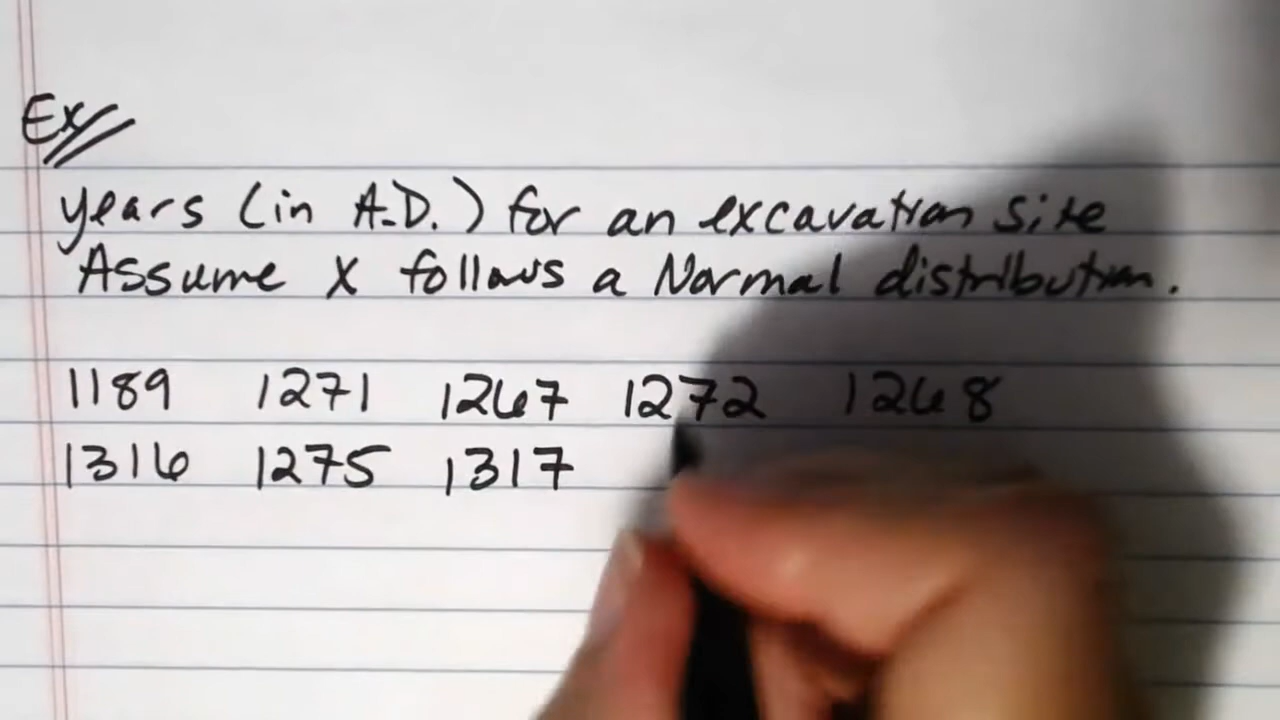 Ex
years (in A.D.) for an excavation site
Assume X follows a Normal distribution.
1189 1271 1267 1272 1268
1316 1275 1317